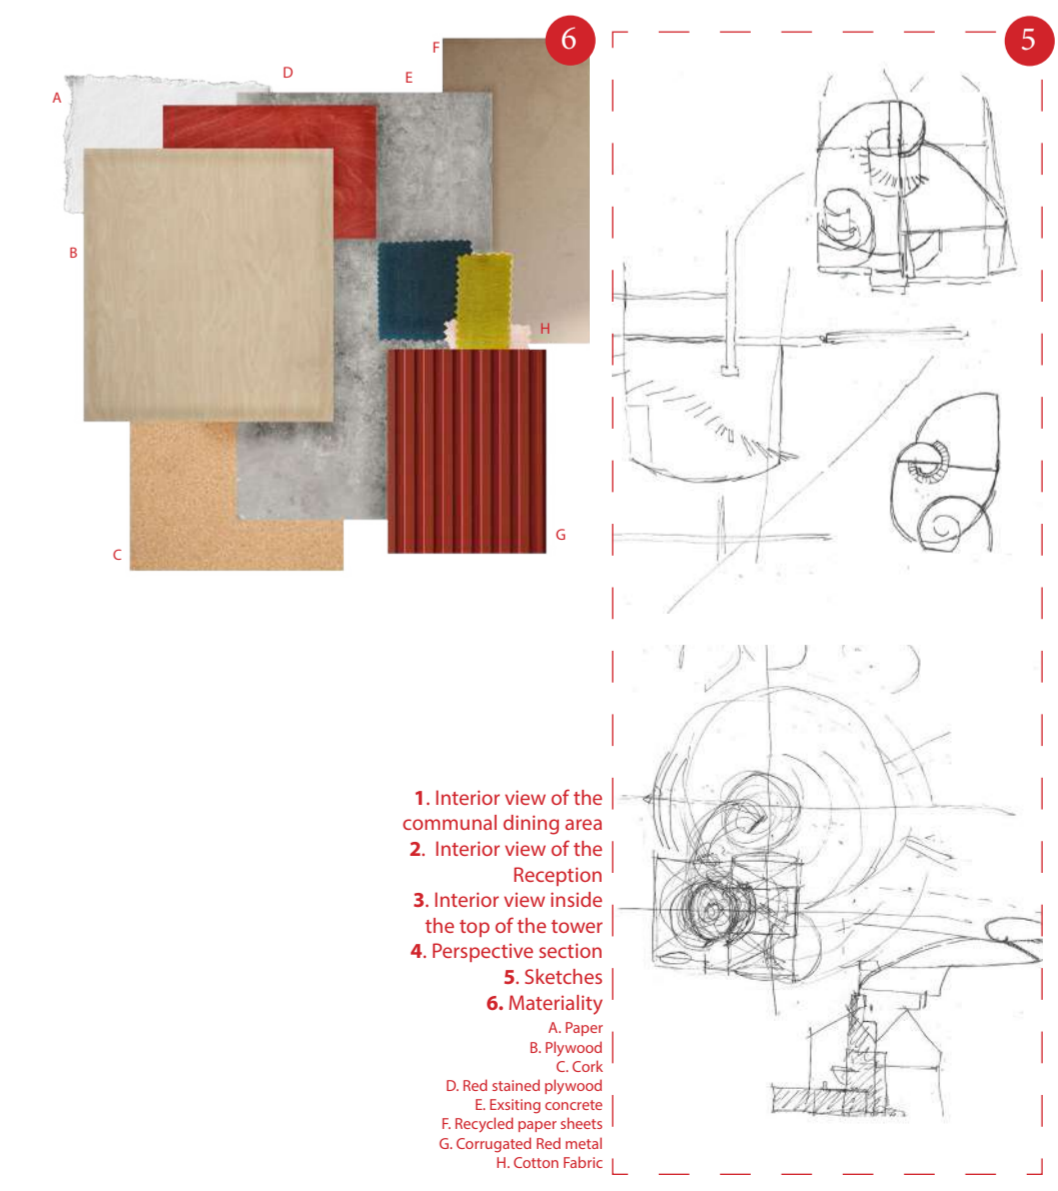 F
6
5
D
E
A
B
H
G
C
1. Interior view of the
communal dining area
2. Interior view of the
Reception
3. Interior view inside
the top of the tower
4. Perspective section
5. Sketches
6. Materiality
A. Paper
B. Plywood
C. Cork
D. Red stained plywood
E. Exsiting concrete
F. Recycled paper sheets
G. Corrugated Red metal
H. Cotton Fabric